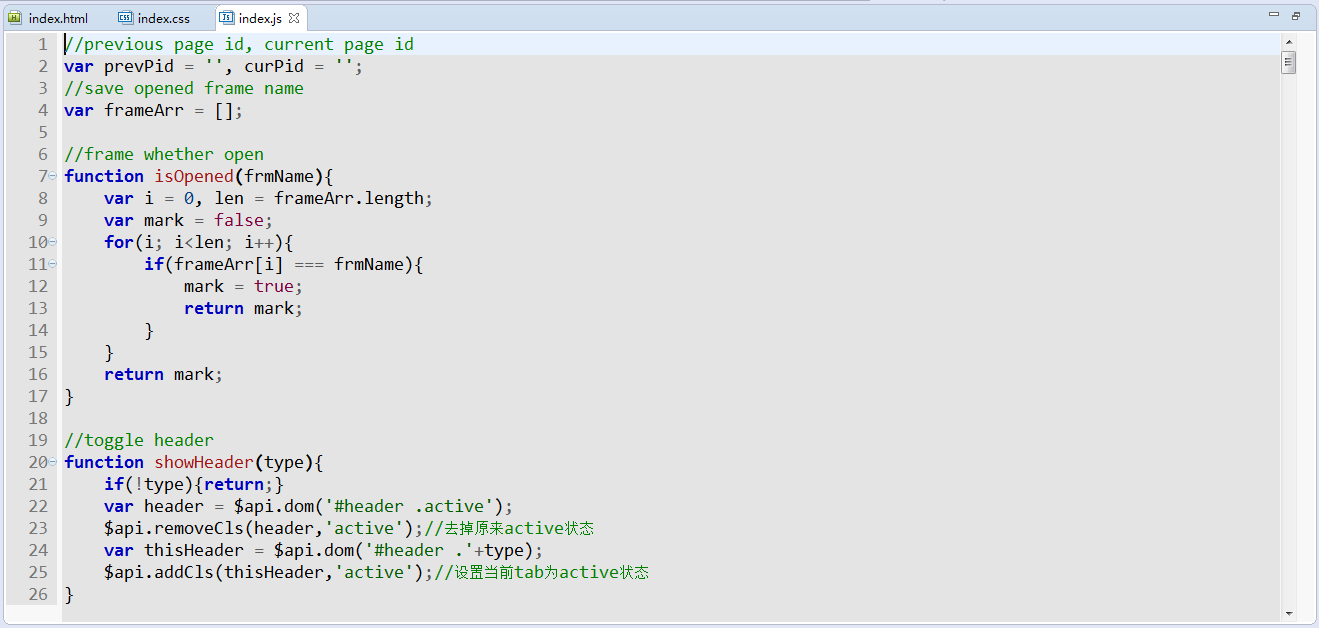 index.html index.css index.js
1 //previous page id, current page id
2 var prevPid = '', curPid = '';
3 //save opened frame name
4 var frameArr = [];
5
6 //frame whether open
7 function isOpened(frmName){
8     var i = 0, len = frameArr.length;
9     var mark = false;
10     for(i; i<len; i++){
11         if(frameArr[i] === frmName){
12             mark = true;
13             return mark;
14         }
15     }
16     return mark;
17 }
18
19 //toggle header
20 function showHeader(type){
21     if(!type){return;}
22     var header = $api.dom('#header .active');
23     $api.removeCls(header,'active');//去掉原来active状态
24     var thisHeader = $api.dom('#header .'+type);
25     $api.addCls(thisHeader,'active');//设置当前tab为active状态
26 }